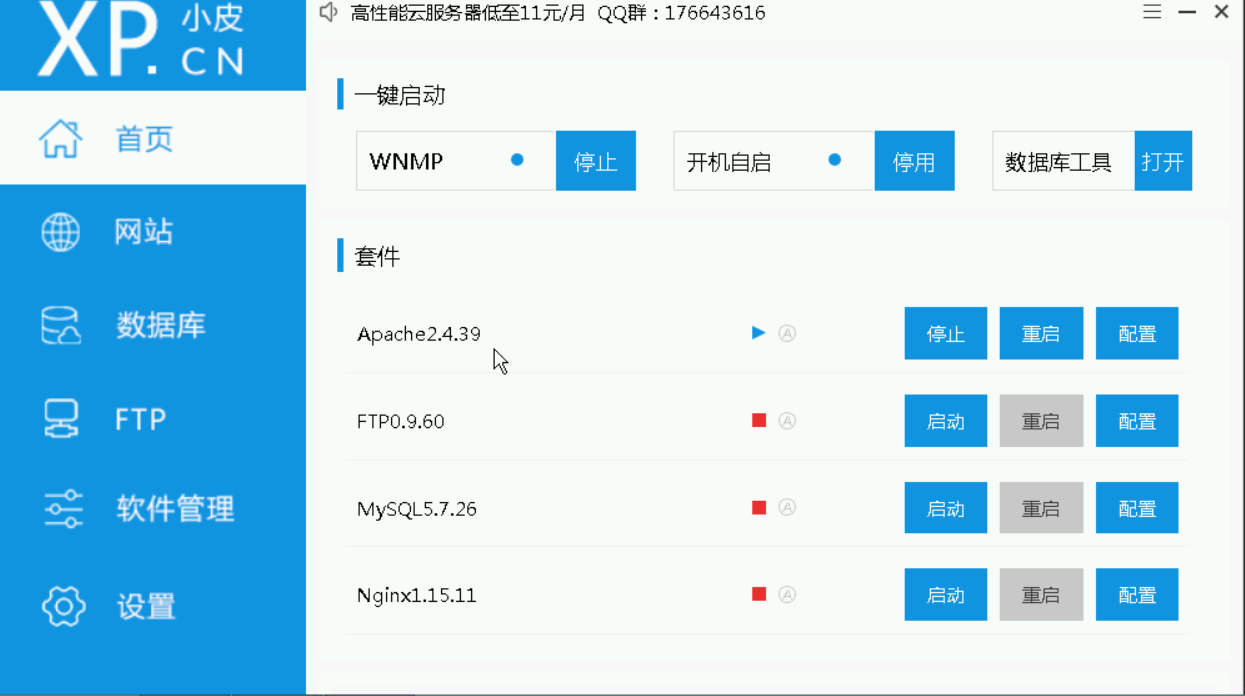 XP.小皮
CN
高性能云服务器低至11元/月 QQ群：176643616
首页
网站
数据库
FTP
软件管理
设置
一键启动
WNMP 停止 开机自启 停用 数据库工具 打开
套件
Apache2.4.39 Ⓐ 停止 重启 配置
FTP0.9.60 Ⓐ 启动 重启 配置
MySQL5.7.26 Ⓐ 启动 重启 配置
Nginx1.15.11 Ⓐ 启动 重启 配置